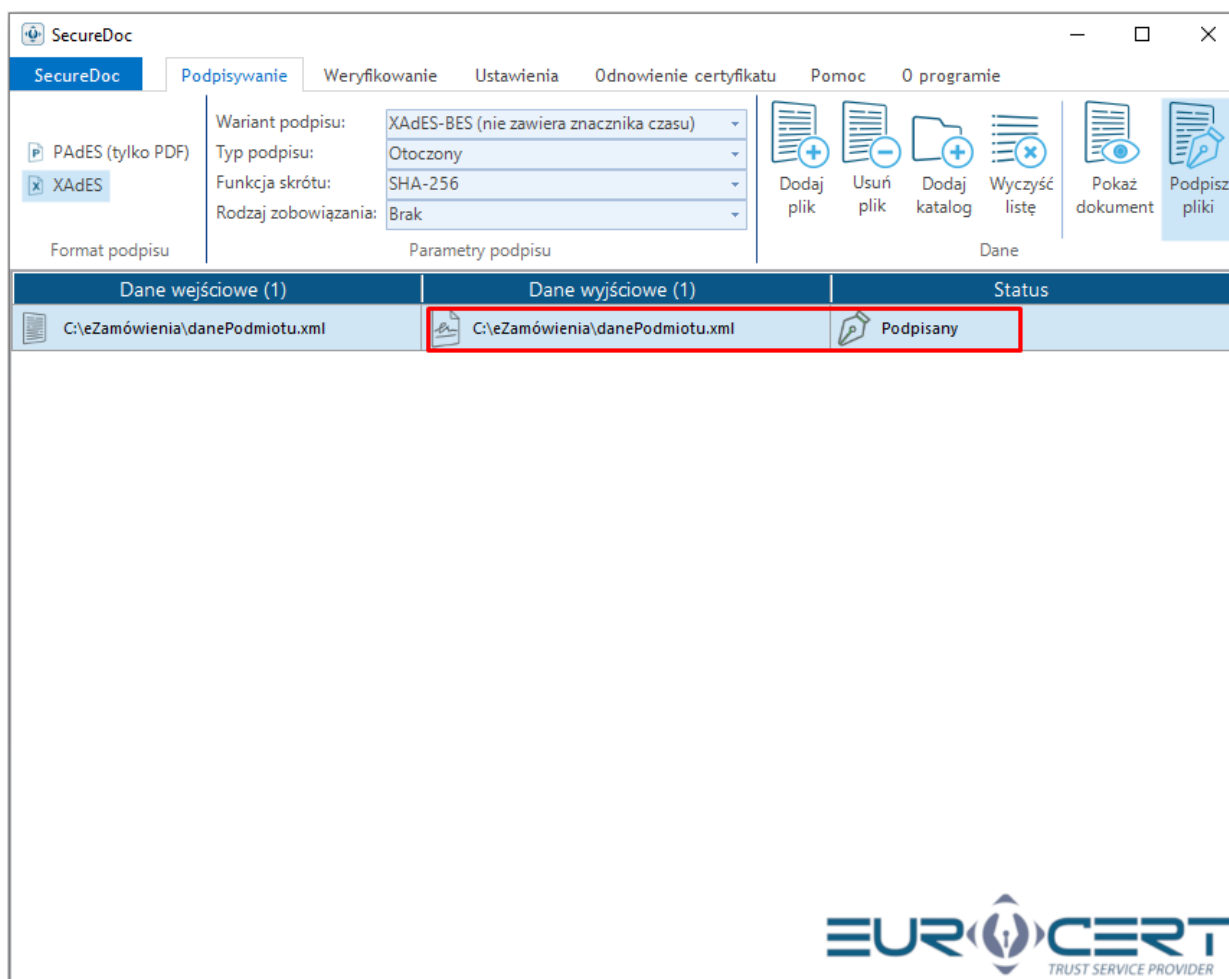 SecureDoc
SecureDoc Podpisywanie Weryfikowanie Ustawienia Odnowienie certyfikatu Pomoc O programie
PAdES (tylko PDF)
XAdES
Format podpisu
Wariant podpisu: XAdES-BES (nie zawiera znacznika czasu)
Typ podpisu: Otoczony
Funkcja skrótu: SHA-256
Rodzaj zobowiązania: Brak
Parametry podpisu
Dodaj plik
Usuń plik
Dodaj katalog
Wyczyść listę
Pokaż dokument
Podpisz pliki
Dane
Dane wejściowe (1) Dane wyjściowe (1) Status
C:\eZamówienia\danePodmiotu.xml C:\eZamówienia\danePodmiotu.xml Podpisany
EUROCERT
TRUST SERVICE PROVIDER